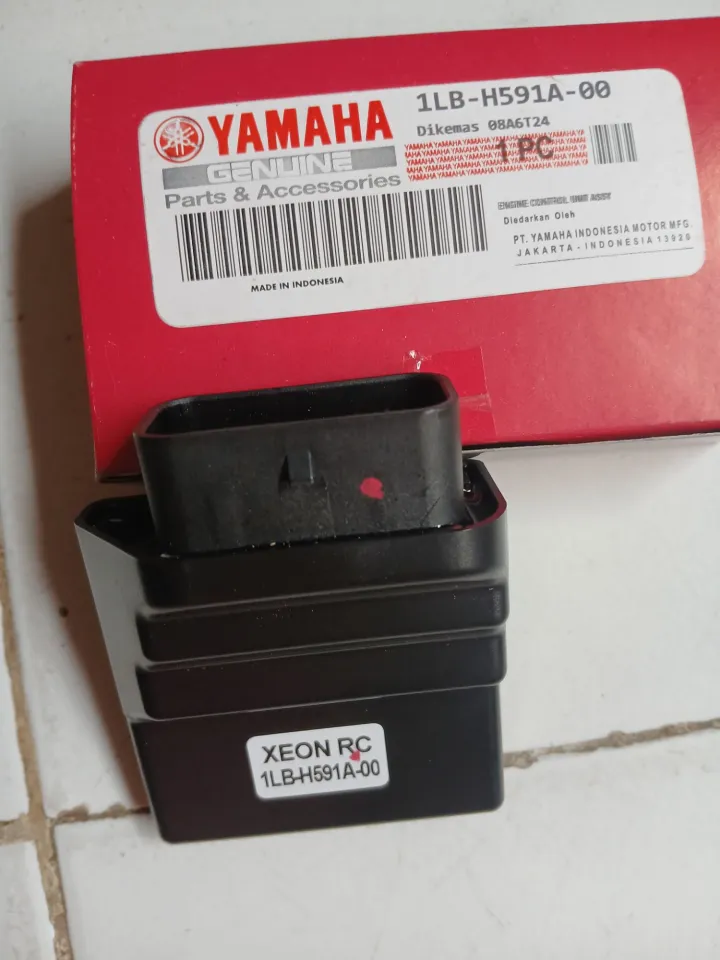 YAMAHA
GENUINE
Parts & Accessories
1LB-H591A-00
Dikemas 08A6T24
1 PC
ENGINE CONTROL UNIT ASSY
Diedarkan Oleh
PT. YAMAHA INDONESIA MOTOR MFG.
JAKARTA - INDONESIA 13920
MADE IN INDONESIA
XEON RC
1LB-H591A-00